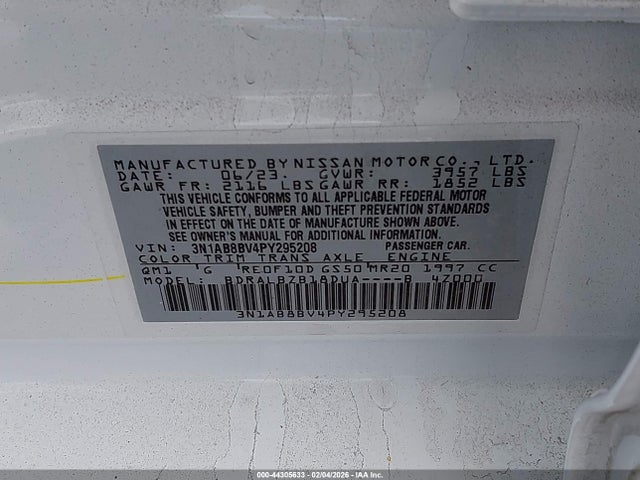 MANUFACTURED BY NISSAN MOTOR CO., LTD.
DATE: 06/23. GVWR: 3957 LBS
GAWR FR: 2116 LBS GAWR RR: 1852 LBS
THIS VEHICLE CONFORMS TO ALL APPLICABLE FEDERAL MOTOR
VEHICLE SAFETY, BUMPER AND THEFT PREVENTION STANDARDS
IN EFFECT ON THE DATE OF MANUFACTURE SHOWN ABOVE.
SEE OWNER'S MANUAL FOR ADDITIONAL INFORMATION.
VIN: 3N1AB8BV4PY295208 PASSENGER CAR.
COLOR TRIM TRANS AXLE ENGINE
QM1 'G 'RE0F10D GS50 MR20 1997 CC
MODEL: BDRALBZB18DUA----B 4Z000
3N1AB8BV4PY295208
000-44305633 - 02/04/2026 - IAA Inc.